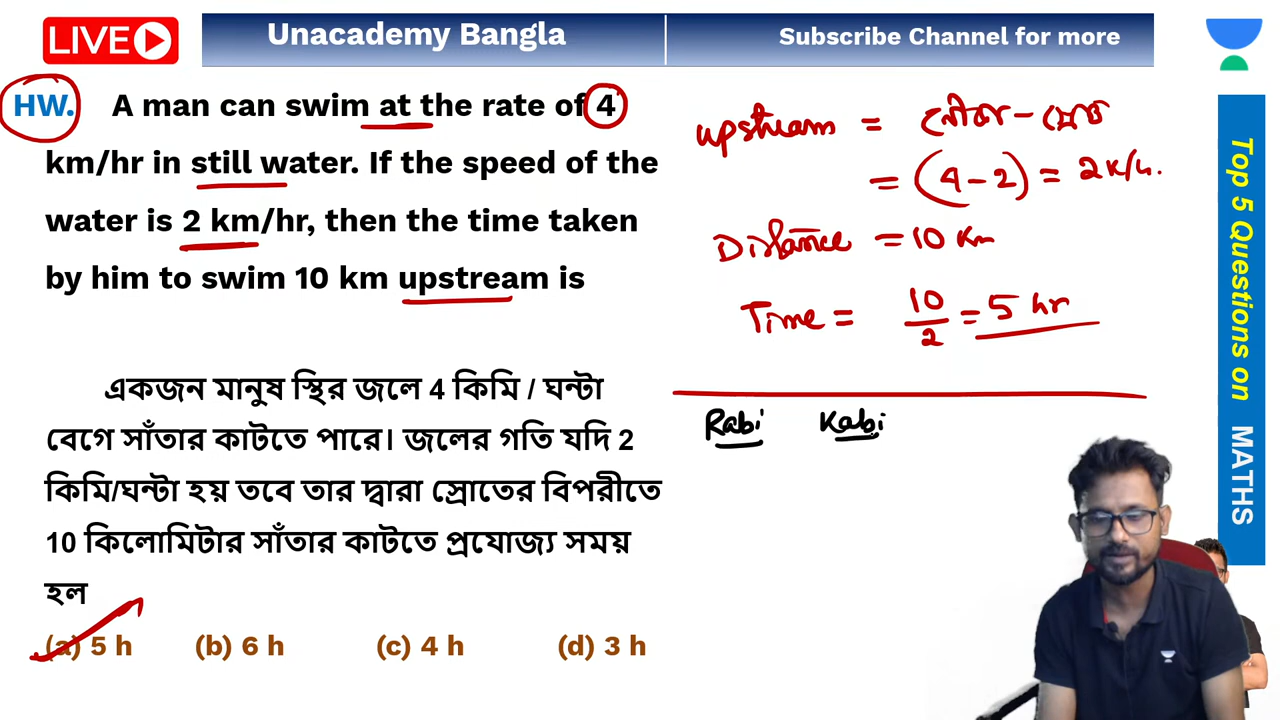 LIVE
Unacademy Bangla
Subscribe Channel for more
HW. A man can swim at the rate of 4
km/hr in still water. If the speed of the
water is 2 km/hr, then the time taken
by him to swim 10 km upstream is
একজন মানুষ স্থির জলে 4 কিমি / ঘন্টা
বেগে সাঁতার কাটতে পারে। জলের গতি যদি 2
কিমি/ঘন্টা হয় তবে তার দ্বারা স্রোতের বিপরীতে
10 কিলোমিটার সাঁতার কাটতে প্রযোজ্য সময়
হল
(a) 5 h (b) 6 h (c) 4 h (d) 3 h
upstream = - স্রোত
= (4-2) = 2 K/h.
Distance = 10 Km
Time = 10/2 = 5 hr
Rabi Kabi
Top 5 Questions on MATHS